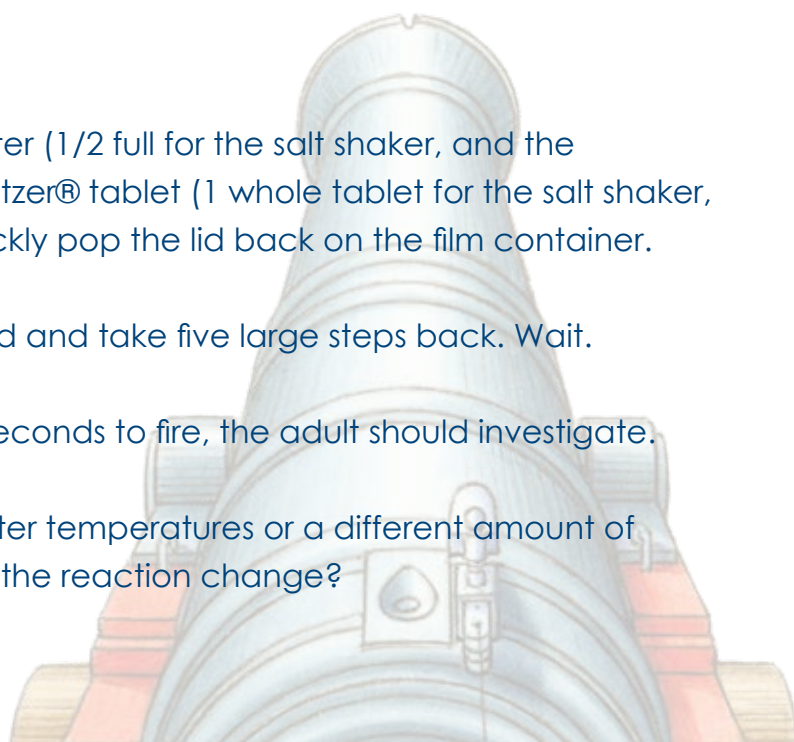 ter (1/2 full for the salt shaker, and the
tzer® tablet (1 whole tablet for the salt shaker,
ckly pop the lid back on the film container.
d and take five large steps back. Wait.
econds to fire, the adult should investigate.
ter temperatures or a different amount of
the reaction change?